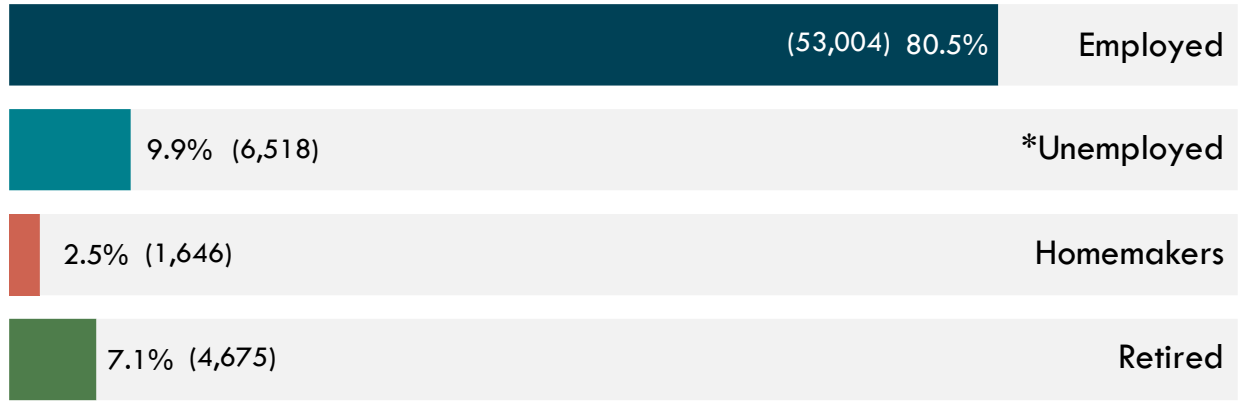 (53,004) 80.5% Employed
9.9% (6,518) *Unemployed
2.5% (1,646) Homemakers
7.1% (4,675) Retired